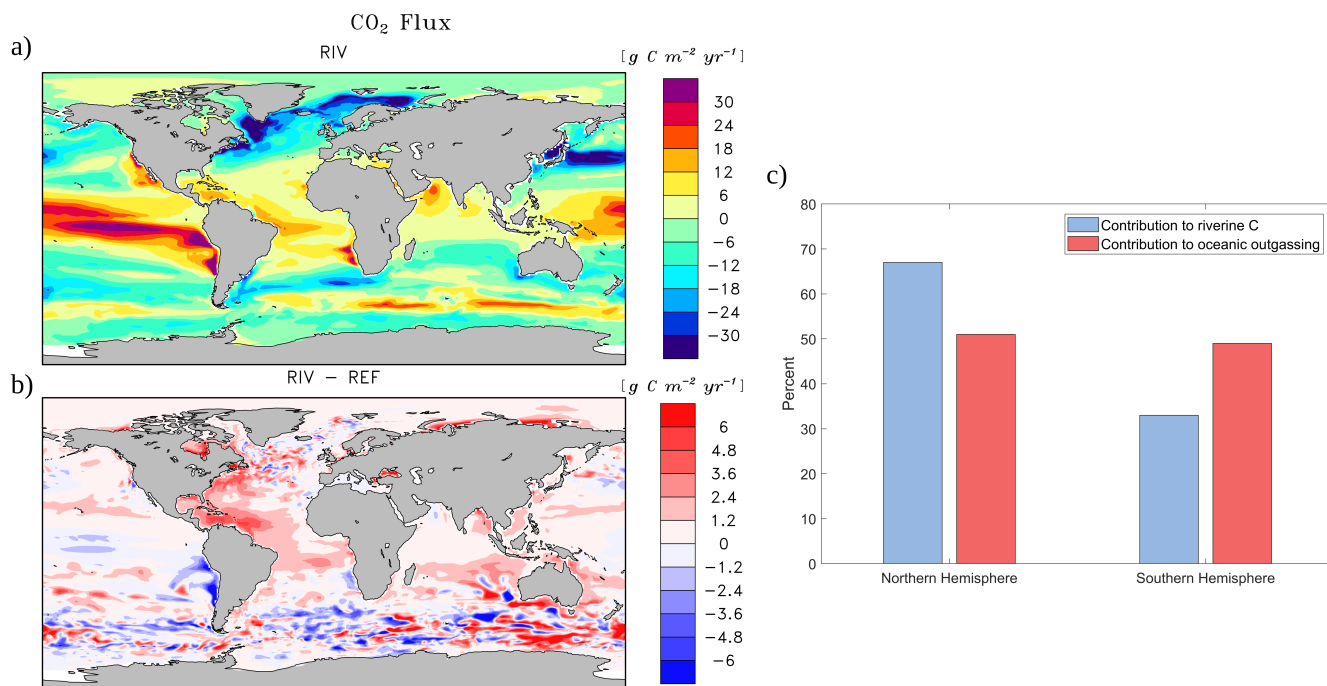 CO₂ Flux
a)
RIV
[g C m⁻² yr⁻¹]
30
24
18
12
6
0
−6
−12
−18
−24
−30
b)
RIV − REF
[g C m⁻² yr⁻¹]
6
4.8
3.6
2.4
1.2
0
−1.2
−2.4
−3.6
−4.8
−6
c)
80
70
60
50
40
30
20
10
0
Percent
Contribution to riverine C
Contribution to oceanic outgassing
Northern Hemisphere
Southern Hemisphere